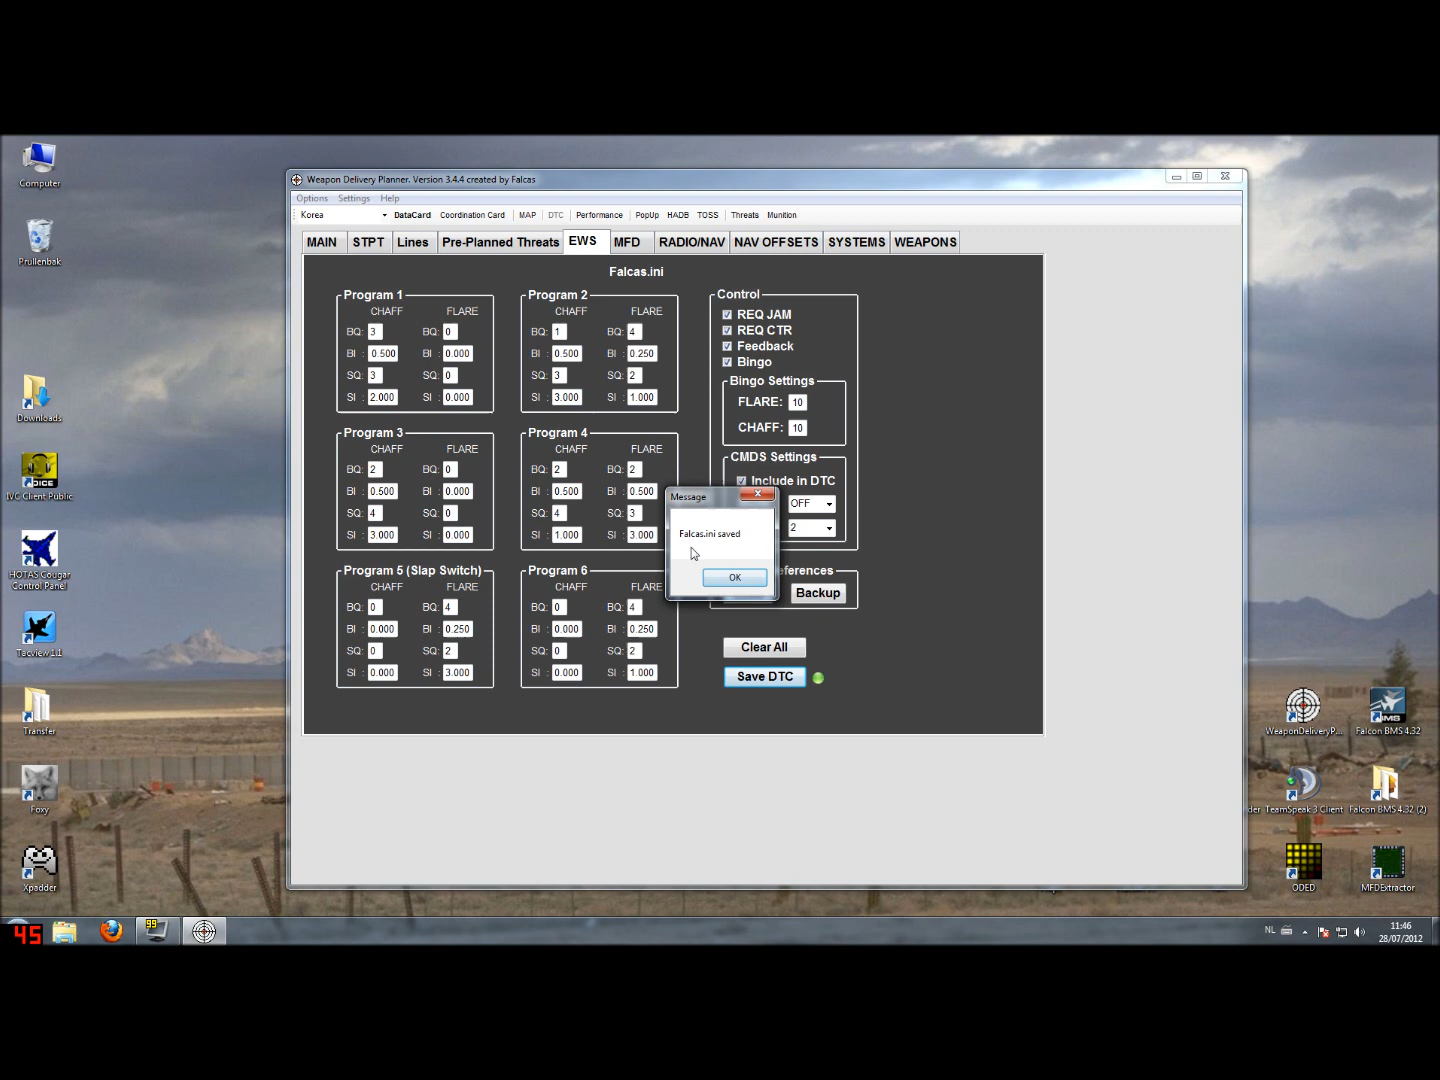 Computer
Prullenbak
Downloads
IVC Client Public
HOTAS Cougar
Control Panel
Tacview 1.1
Transfer
Foxy
Xpadder
Weapon Delivery Planner. Version 3.4.4 created by Falcas
Options Settings Help
Korea DataCard Coordination Card MAP DTC Performance PopUp HADB TOSS Threats Munition
MAIN STPT Lines Pre-Planned Threats EWS MFD RADIO/NAV NAV OFFSETS SYSTEMS WEAPONS
Falcas.ini
Program 1
CHAFF FLARE
BQ: 3 BQ: 0
BI : 0.500 BI : 0.000
SQ: 3 SQ: 0
SI : 2.000 SI : 0.000
Program 2
CHAFF FLARE
BQ: 1 BQ: 4
BI : 0.500 BI : 0.250
SQ: 3 SQ: 2
SI : 3.000 SI : 1.000
Program 3
CHAFF FLARE
BQ: 2 BQ: 0
BI : 0.500 BI : 0.000
SQ: 4 SQ: 0
SI : 3.000 SI : 0.000
Program 4
CHAFF FLARE
BQ: 2 BQ: 2
BI : 0.500 BI : 0.500
SQ: 4 SQ: 3
SI : 1.000 SI : 3.000
Program 5 (Slap Switch)
CHAFF FLARE
BQ: 0 BQ: 4
BI : 0.000 BI : 0.250
SQ: 0 SQ: 2
SI : 0.000 SI : 3.000
Program 6
CHAFF FLARE
BQ: 0 BQ: 4
BI : 0.000 BI : 0.250
SQ: 0 SQ: 2
SI : 0.000 SI : 1.000
Control
REQ JAM
REQ CTR
Feedback
Bingo
Bingo Settings
FLARE: 10
CHAFF: 10
CMDS Settings
Include in DTC
OFF
2
Message
Falcas.ini saved
OK
ferences
Backup
Clear All
Save DTC
WeaponDeliveryP...
Falcon BMS 4.32
der
TeamSpeak 3 Client
Falcon BMS 4.32 (2)
ODED
MFDExtractor
45
99
NL
11:46
28/07/2012